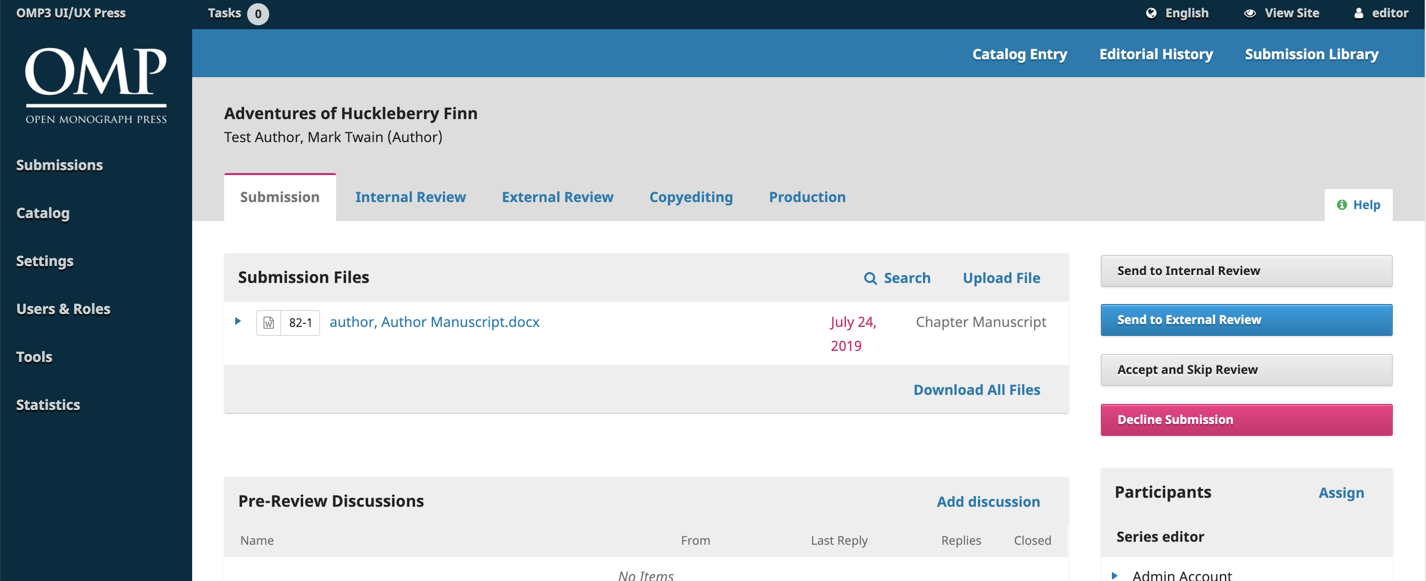 OMP3 UI/UX Press
Tasks 0
English
View Site
editor
OMP
OPEN MONOGRAPH PRESS
Catalog Entry
Editorial History
Submission Library
Submissions
Catalog
Settings
Users & Roles
Tools
Statistics
Adventures of Huckleberry Finn
Test Author, Mark Twain (Author)
Submission
Internal Review
External Review
Copyediting
Production
Help
Submission Files
Search
Upload File
82-1
author, Author Manuscript.docx
July 24,
2019
Chapter Manuscript
Download All Files
Pre-Review Discussions
Add discussion
Name
From
Last Reply
Replies
Closed
No Items
Send to Internal Review
Send to External Review
Accept and Skip Review
Decline Submission
Participants
Assign
Series editor
Admin Account